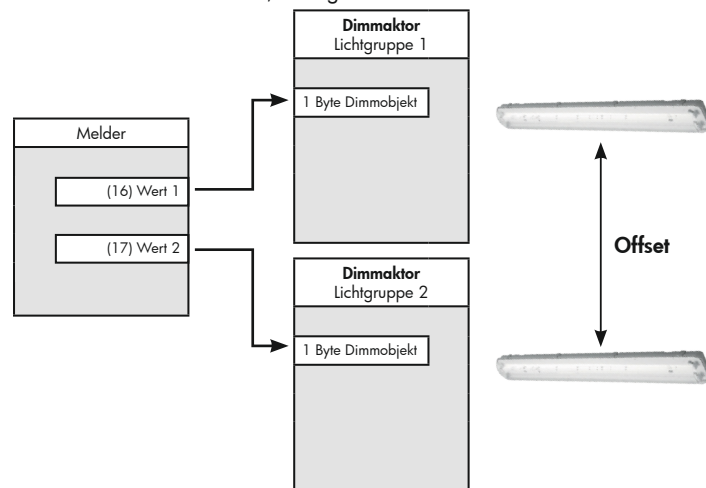 Dimmaktor
Lichtgruppe 1
1 Byte Dimmobjekt
Melder
(16) Wert 1
(17) Wert 2
Offset
Dimmaktor
Lichtgruppe 2
1 Byte Dimmobjekt